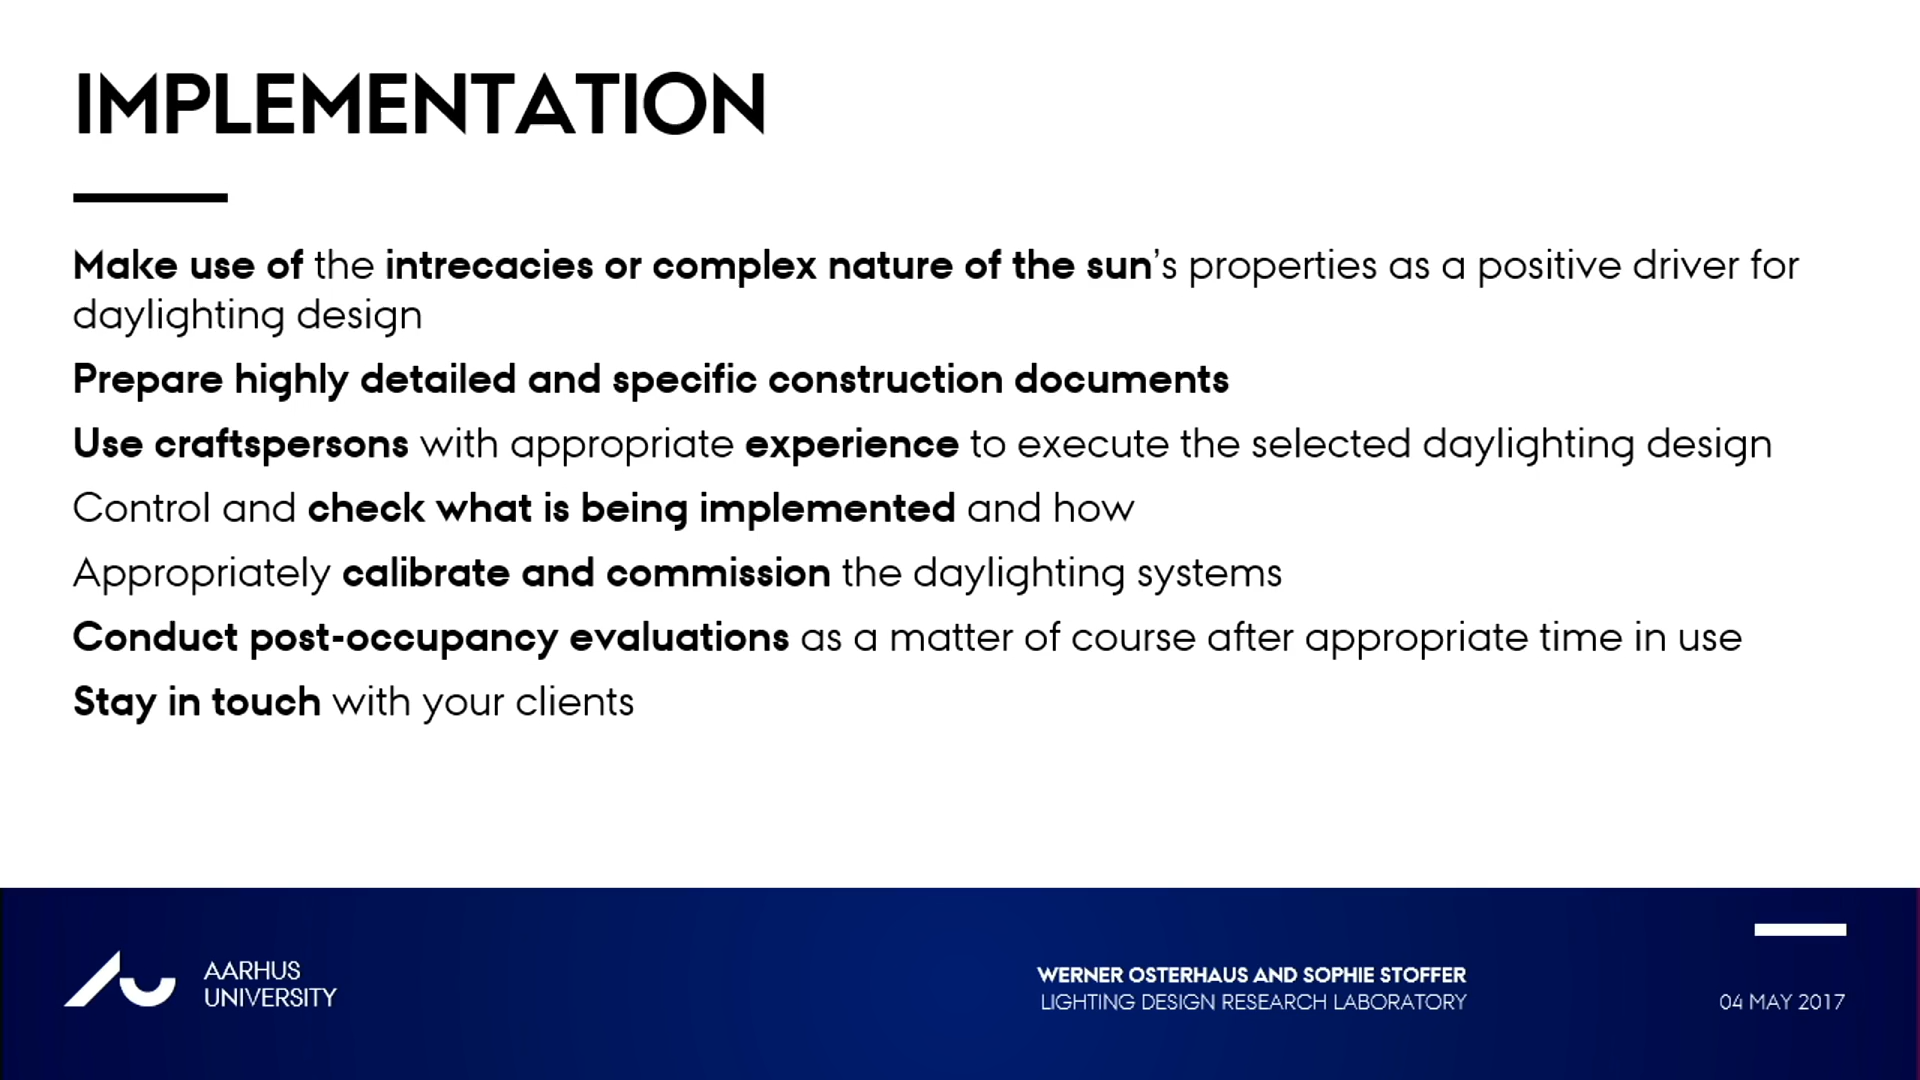 IMPLEMENTATION
Make use of the intrecacies or complex nature of the sun's properties as a positive driver for
daylighting design
Prepare highly detailed and specific construction documents
Use craftspersons with appropriate experience to execute the selected daylighting design
Control and check what is being implemented and how
Appropriately calibrate and commission the daylighting systems
Conduct post-occupancy evaluations as a matter of course after appropriate time in use
Stay in touch with your clients
AARHUS
UNIVERSITY
WERNER OSTERHAUS AND SOPHIE STOFFER
LIGHTING DESIGN RESEARCH LABORATORY
04 MAY 2017